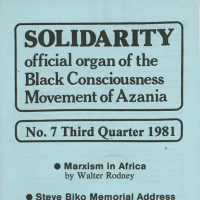 SOLIDARITY
official organ of the
Black Consciousness
Movement of Azania
No. 7 Third Quarter 1981
● Marxism in Africa
by Walter Rodney
● Steve Biko Memorial Address